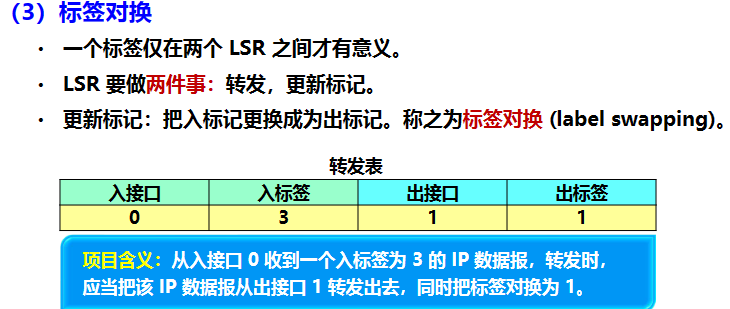 （3）标签对换
• 一个标签仅在两个 LSR 之间才有意义。
• LSR 要做两件事：转发，更新标记。
• 更新标记：把入标记更换成为出标记。称之为标签对换 (label swapping)。
转发表
入接口 入标签 出接口 出标签
0 3 1 1
项目含义：从入接口 0 收到一个入标签为 3 的 IP 数据报，转发时，
应当把该 IP 数据报从出接口 1 转发出去，同时把标签对换为 1。